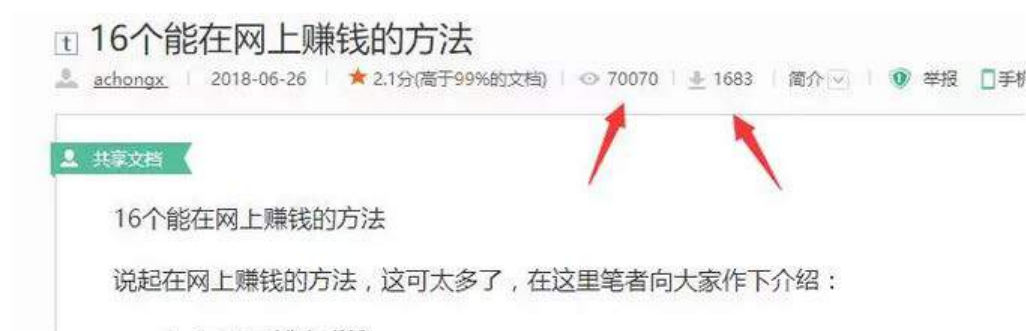 t 16个能在网上赚钱的方法
achongx 2018-06-26 2.1分(高于99%的文档) 70070 1683 简介 举报 手机
共享文档
16个能在网上赚钱的方法
说起在网上赚钱的方法，这可太多了，在这里笔者向大家作下介绍：